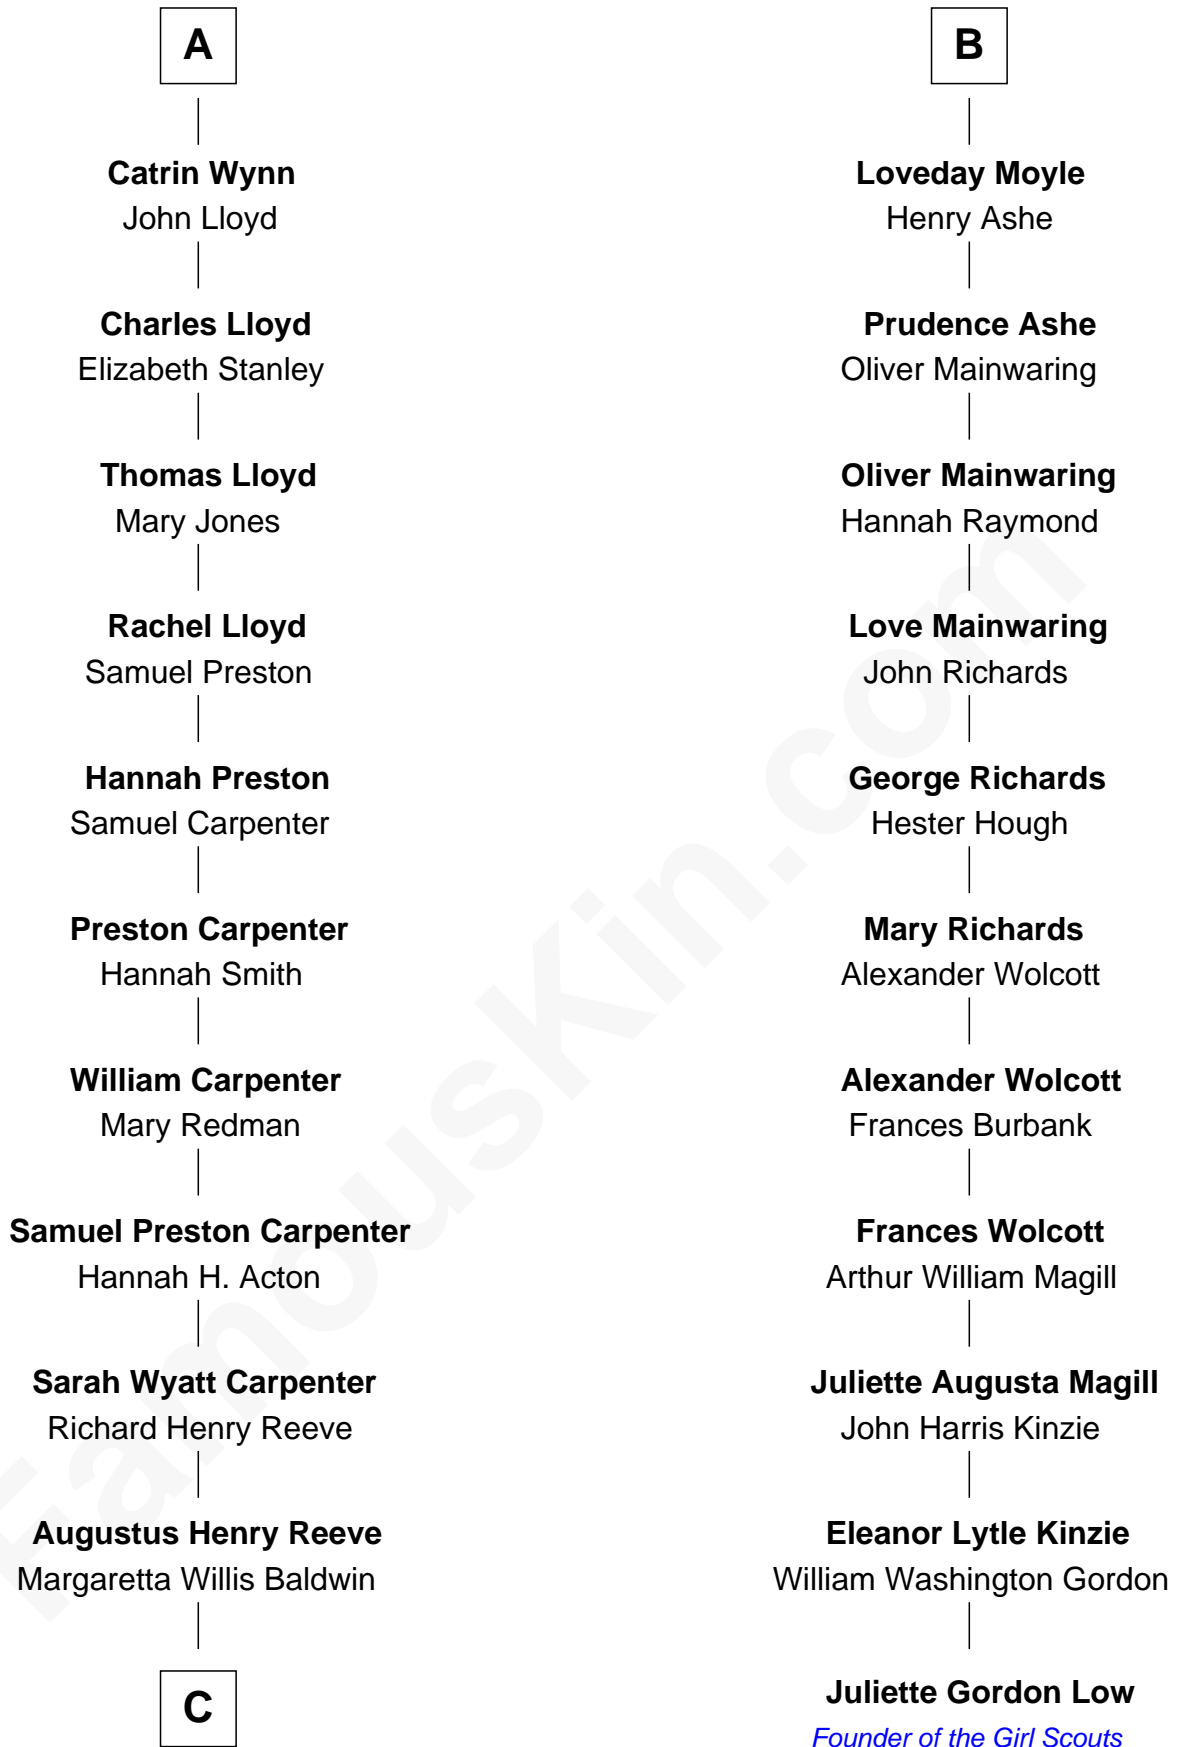 A
Catrin Wynn
John Lloyd
Charles Lloyd
Elizabeth Stanley
Thomas Lloyd
Mary Jones
Rachel Lloyd
Samuel Preston
Hannah Preston
Samuel Carpenter
Preston Carpenter
Hannah Smith
William Carpenter
Mary Redman
Samuel Preston Carpenter
Hannah H. Acton
Sarah Wyatt Carpenter
Richard Henry Reeve
Augustus Henry Reeve
Margaretta Willis Baldwin
C
B
Loveday Moyle
Henry Ashe
Prudence Ashe
Oliver Mainwaring
Oliver Mainwaring
Hannah Raymond
Love Mainwaring
John Richards
George Richards
Hester Hough
Mary Richards
Alexander Wolcott
Alexander Wolcott
Frances Burbank
Frances Wolcott
Arthur William Magill
Juliette Augusta Magill
John Harris Kinzie
Eleanor Lytle Kinzie
William Washington Gordon
Juliette Gordon Low
Founder of the Girl Scouts
FamousKin.com